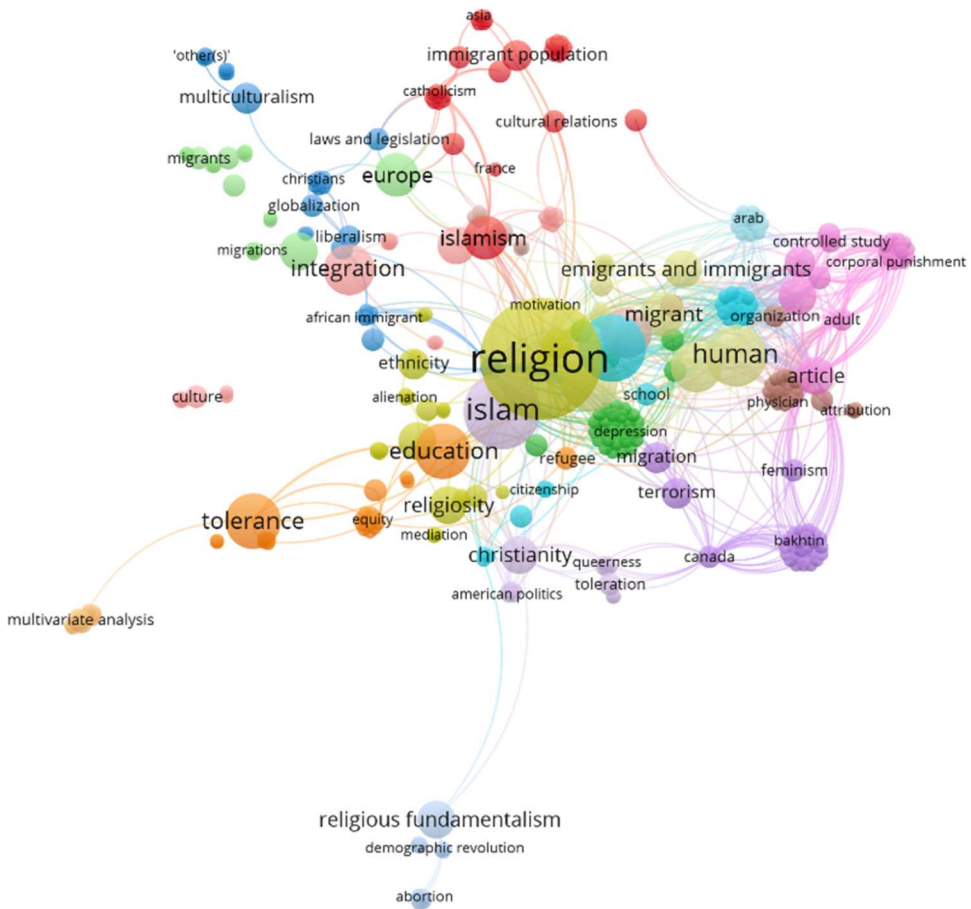 asia
'other(s)'
immigrant population
catholicism
multiculturalism
cultural relations
laws and legislation
migrants
france
europe
christians
globalization
arab
liberalism
islamism
controlled study
migrations
corporal punishment
integration
emigrants and immigrants
motivation
african immigrant
migrant
organization
adult
religion
human
ethnicity
article
school
alienation
culture
physician
attribution
islam
depression
education
refugee
migration
feminism
religiosity
citizenship
terrorism
tolerance
equity
mediation
bakhtin
christianity
queerness
canada
toleration
american politics
multivariate analysis
religious fundamentalism
demographic revolution
abortion